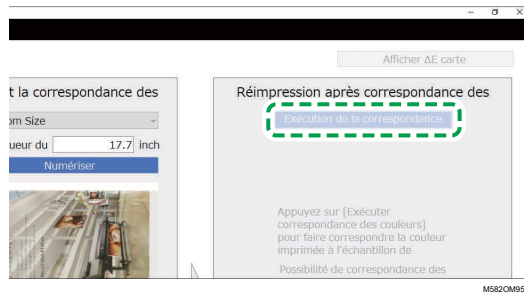 Afficher ΔE carte
t la correspondance des
om Size
ueur du 17.7 inch
Numériser
Réimpression après correspondance des
Exécution de la correspondance
Appuyez sur [Exécuter
correspondance des couleurs]
pour faire correspondre la couleur
imprimée à l'échantillon de
Possibilité de correspondance des
M582OM95